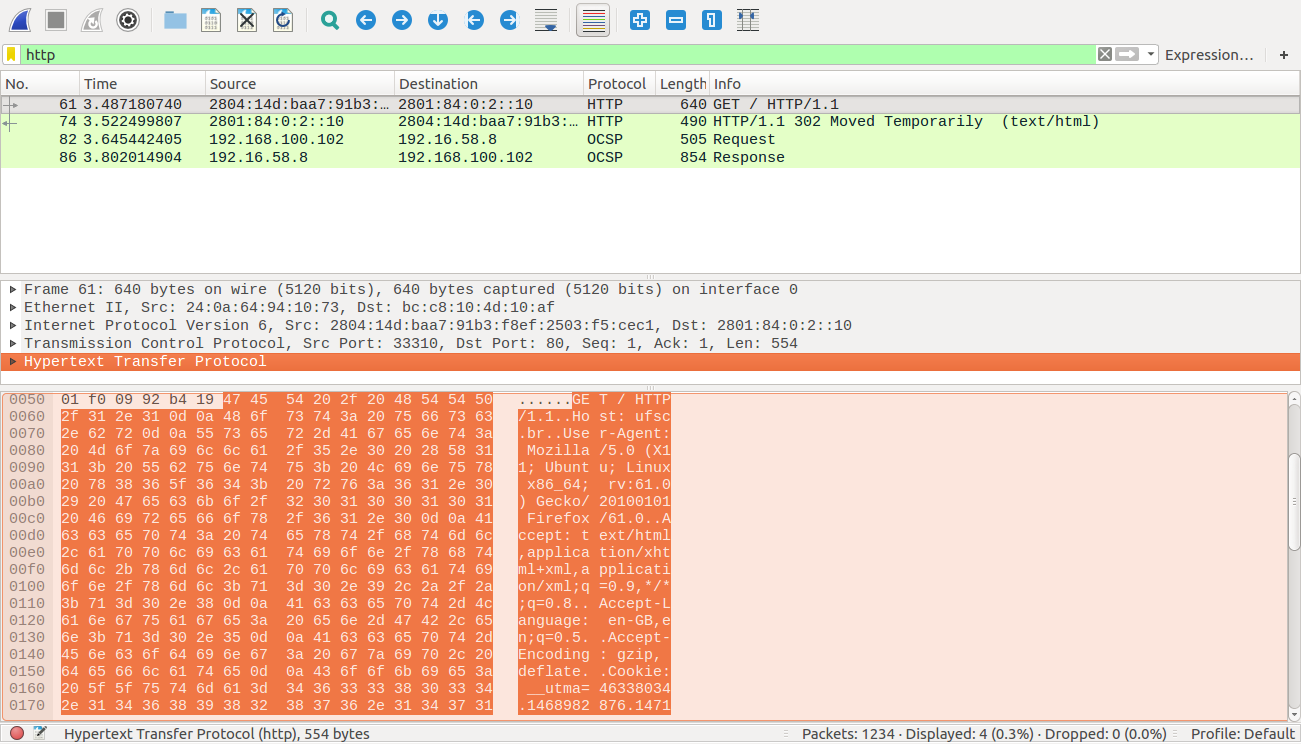 http Expression… +
No. Time Source Destination Protocol Length Info
61 3.487180740 2804:14d:baa7:91b3:… 2801:84:0:2::10 HTTP 640 GET / HTTP/1.1
74 3.522499807 2801:84:0:2::10 2804:14d:baa7:91b3:… HTTP 490 HTTP/1.1 302 Moved Temporarily (text/html)
82 3.645442405 192.168.100.102 192.16.58.8 OCSP 505 Request
86 3.802014904 192.16.58.8 192.168.100.102 OCSP 854 Response
Frame 61: 640 bytes on wire (5120 bits), 640 bytes captured (5120 bits) on interface 0
Ethernet II, Src: 24:0a:64:94:10:73, Dst: bc:c8:10:4d:10:af
Internet Protocol Version 6, Src: 2804:14d:baa7:91b3:f8ef:2503:f5:cec1, Dst: 2801:84:0:2::10
Transmission Control Protocol, Src Port: 33310, Dst Port: 80, Seq: 1, Ack: 1, Len: 554
Hypertext Transfer Protocol
0050 01 f0 09 92 b4 19 47 45 54 20 2f 20 48 54 54 50 ......GE T / HTTP
0060 2f 31 2e 31 0d 0a 48 6f 73 74 3a 20 75 66 73 63 /1.1..Ho st: ufsc
0070 2e 62 72 0d 0a 55 73 65 72 2d 41 67 65 6e 74 3a .br..Use r-Agent:
0080 20 4d 6f 7a 69 6c 6c 61 2f 35 2e 30 20 28 58 31 Mozilla /5.0 (X1
0090 31 3b 20 55 62 75 6e 74 75 3b 20 4c 69 6e 75 78 1; Ubunt u; Linux
00a0 20 78 38 36 5f 36 34 3b 20 72 76 3a 36 31 2e 30 x86_64; rv:61.0
00b0 29 20 47 65 63 6b 6f 2f 32 30 31 30 30 31 30 31 ) Gecko/ 20100101
00c0 20 46 69 72 65 66 6f 78 2f 36 31 2e 30 0d 0a 41 Firefox /61.0..A
00d0 63 63 65 70 74 3a 20 74 65 78 74 2f 68 74 6d 6c ccept: t ext/html
00e0 2c 61 70 70 6c 69 63 61 74 69 6f 6e 2f 78 68 74 ,applica tion/xht
00f0 6d 6c 2b 78 6d 6c 2c 61 70 70 6c 69 63 61 74 69 ml+xml,a pplicati
0100 6f 6e 2f 78 6d 6c 3b 71 3d 30 2e 39 2c 2a 2f 2a on/xml;q =0.9,*/*
0110 3b 71 3d 30 2e 38 0d 0a 41 63 63 65 70 74 2d 4c ;q=0.8.. Accept-L
0120 61 6e 67 75 61 67 65 3a 20 65 6e 2d 47 42 2c 65 anguage: en-GB,e
0130 6e 3b 71 3d 30 2e 35 0d 0a 41 63 63 65 70 74 2d n;q=0.5. .Accept-
0140 45 6e 63 6f 64 69 6e 67 3a 20 67 7a 69 70 2c 20 Encoding : gzip,
0150 64 65 66 6c 61 74 65 0d 0a 43 6f 6f 6b 69 65 3a deflate. .Cookie:
0160 20 5f 5f 75 74 6d 61 3d 34 36 33 33 38 30 33 34 __utma= 46338034
0170 2e 31 34 36 38 39 38 32 38 37 36 2e 31 34 37 31 .1468982 876.1471
Hypertext Transfer Protocol (http), 554 bytes Packets: 1234 · Displayed: 4 (0.3%) · Dropped: 0 (0.0%) Profile: Default